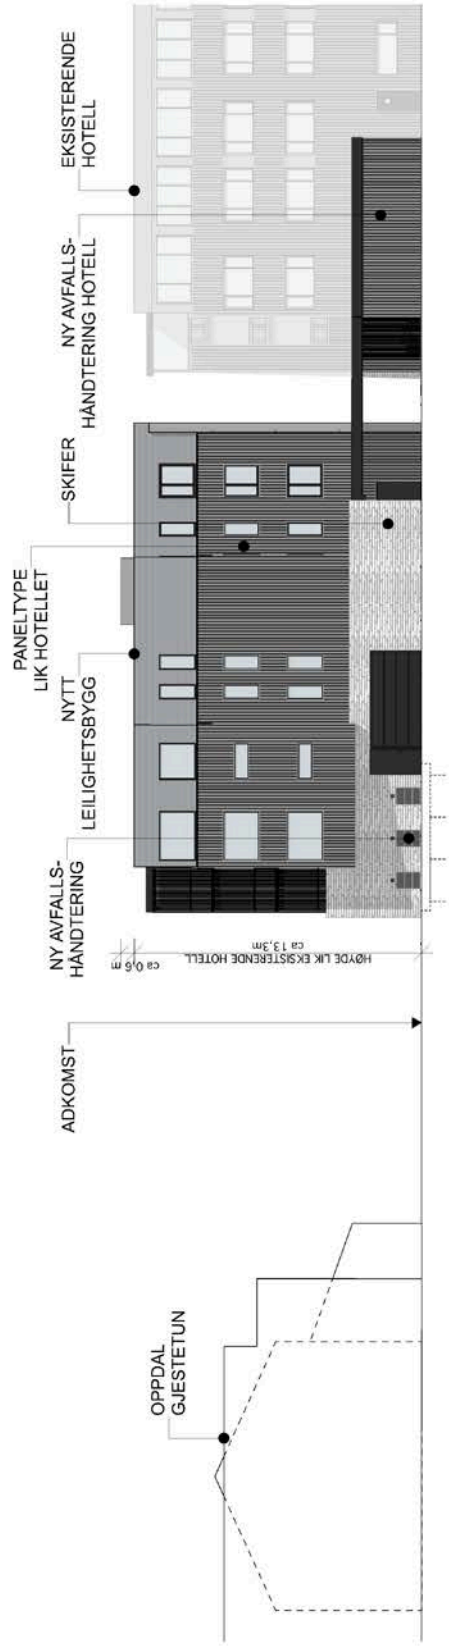 OPPDAL
GJESTETUN
ADKOMST
ca 0,6 m
HØYDE LIK EKSISTERENDE HOTELL
ca 13,3m
NY AVFALLS-
HÅNDTERING
NYTT
LEILIGHETSBYGG
PANELTYPE
LIK HOTELLET
SKIFER
NY AVFALLS-
HÅNDTERING HOTELL
EKSISTERENDE
HOTELL